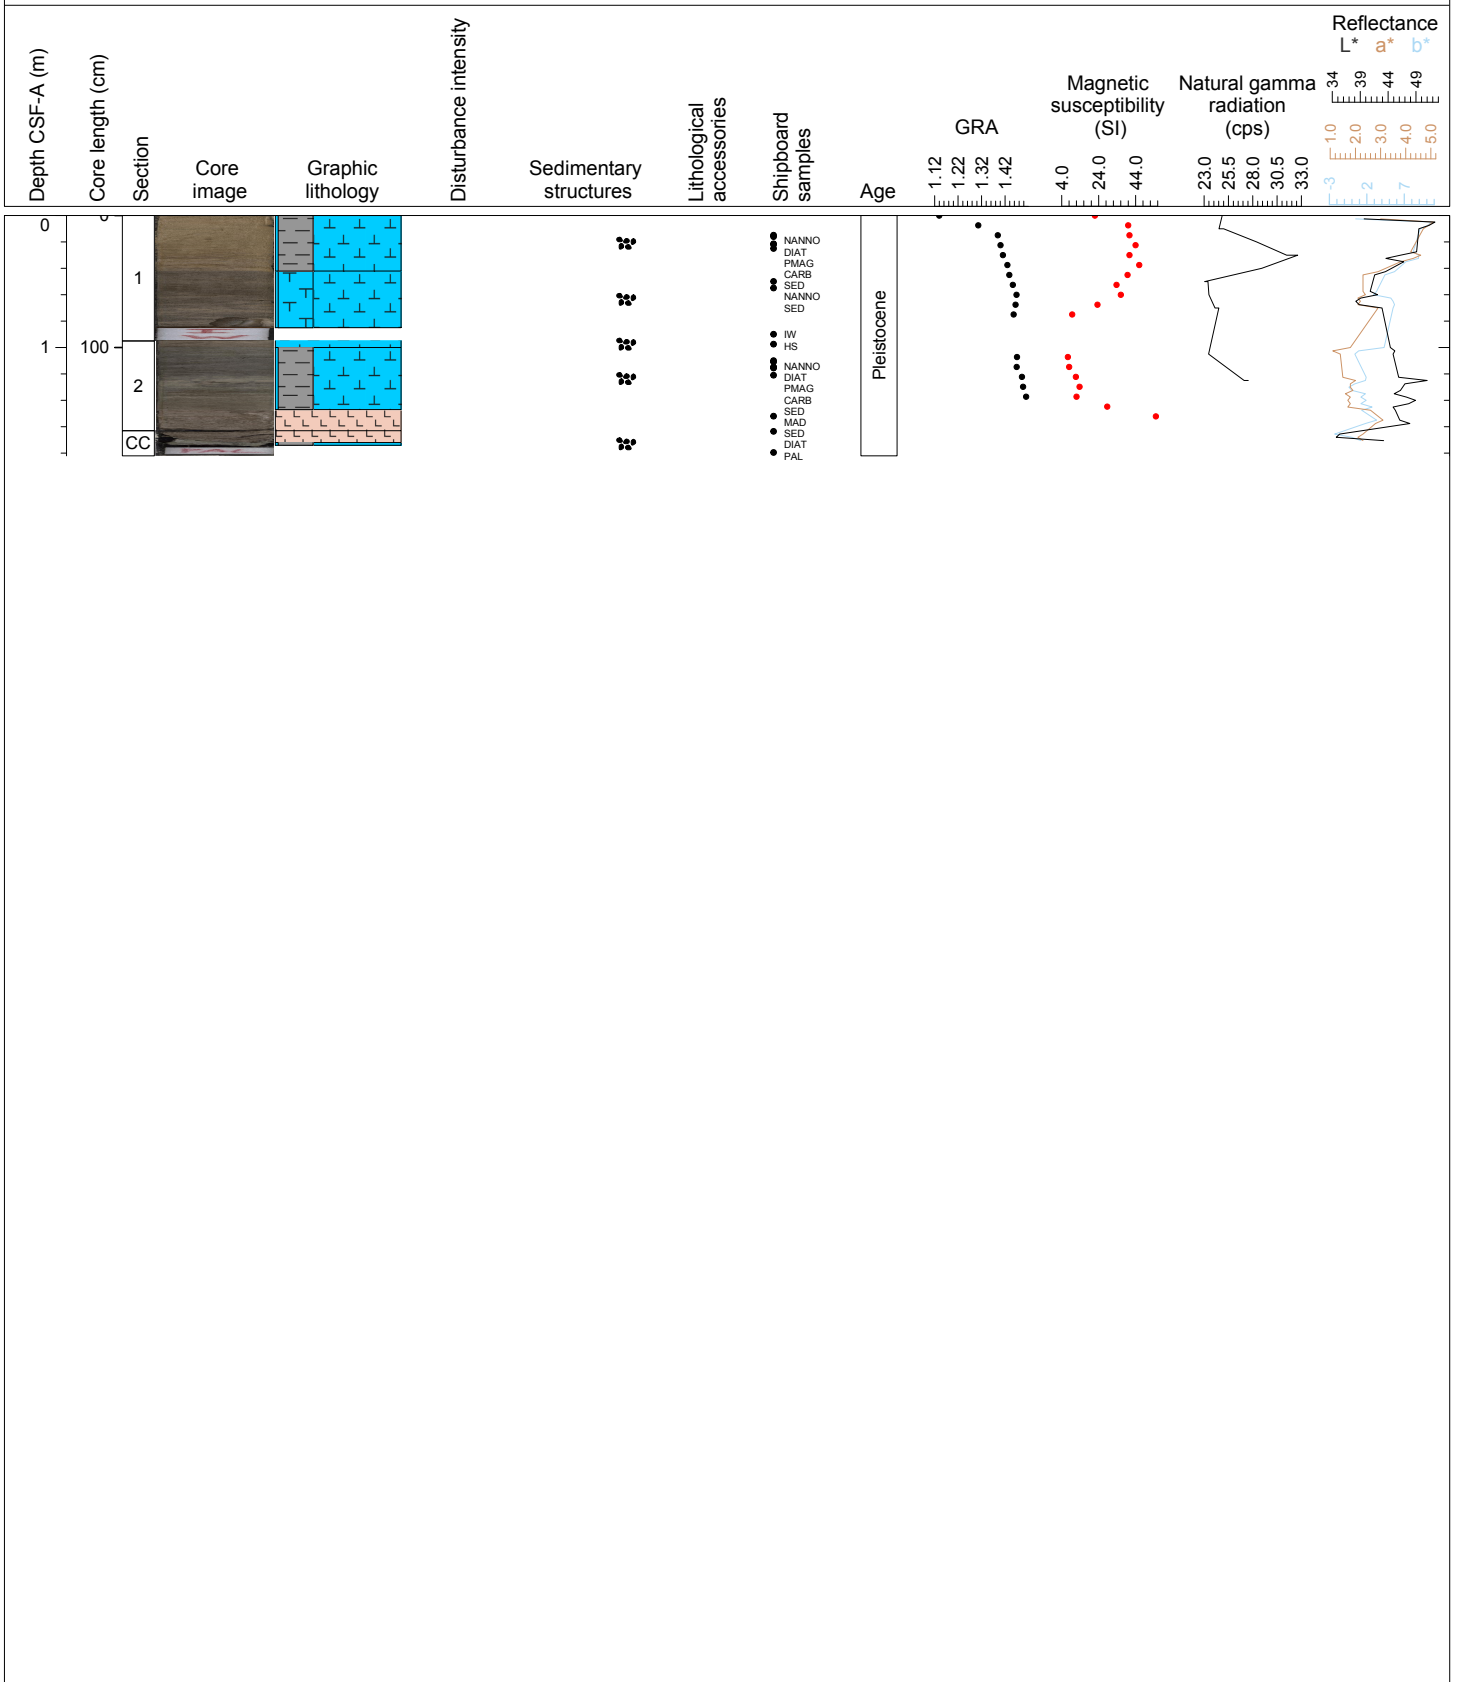 Depth CSF-A (m)
Core length (cm)
Section
Core
image
Graphic
lithology
Disturbance intensity
Sedimentary
structures
Lithological
accessories
Shipboard
samples
Age
GRA
1.12
1.22
1.32
1.42
Magnetic
susceptibility
(SI)
4.0
24.0
44.0
Natural gamma
radiation
(cps)
23.0
25.5
28.0
30.5
33.0
Reflectance
L* a* b*
34
39
44
49
1.0
2.0
3.0
4.0
5.0
-3
2
7
0
0
1
100
1
2
CC
NANNO
DIAT
PMAG
CARB
SED
NANNO
SED
IW
HS
NANNO
DIAT
PMAG
CARB
SED
MAD
SED
DIAT
PAL
Pleistocene